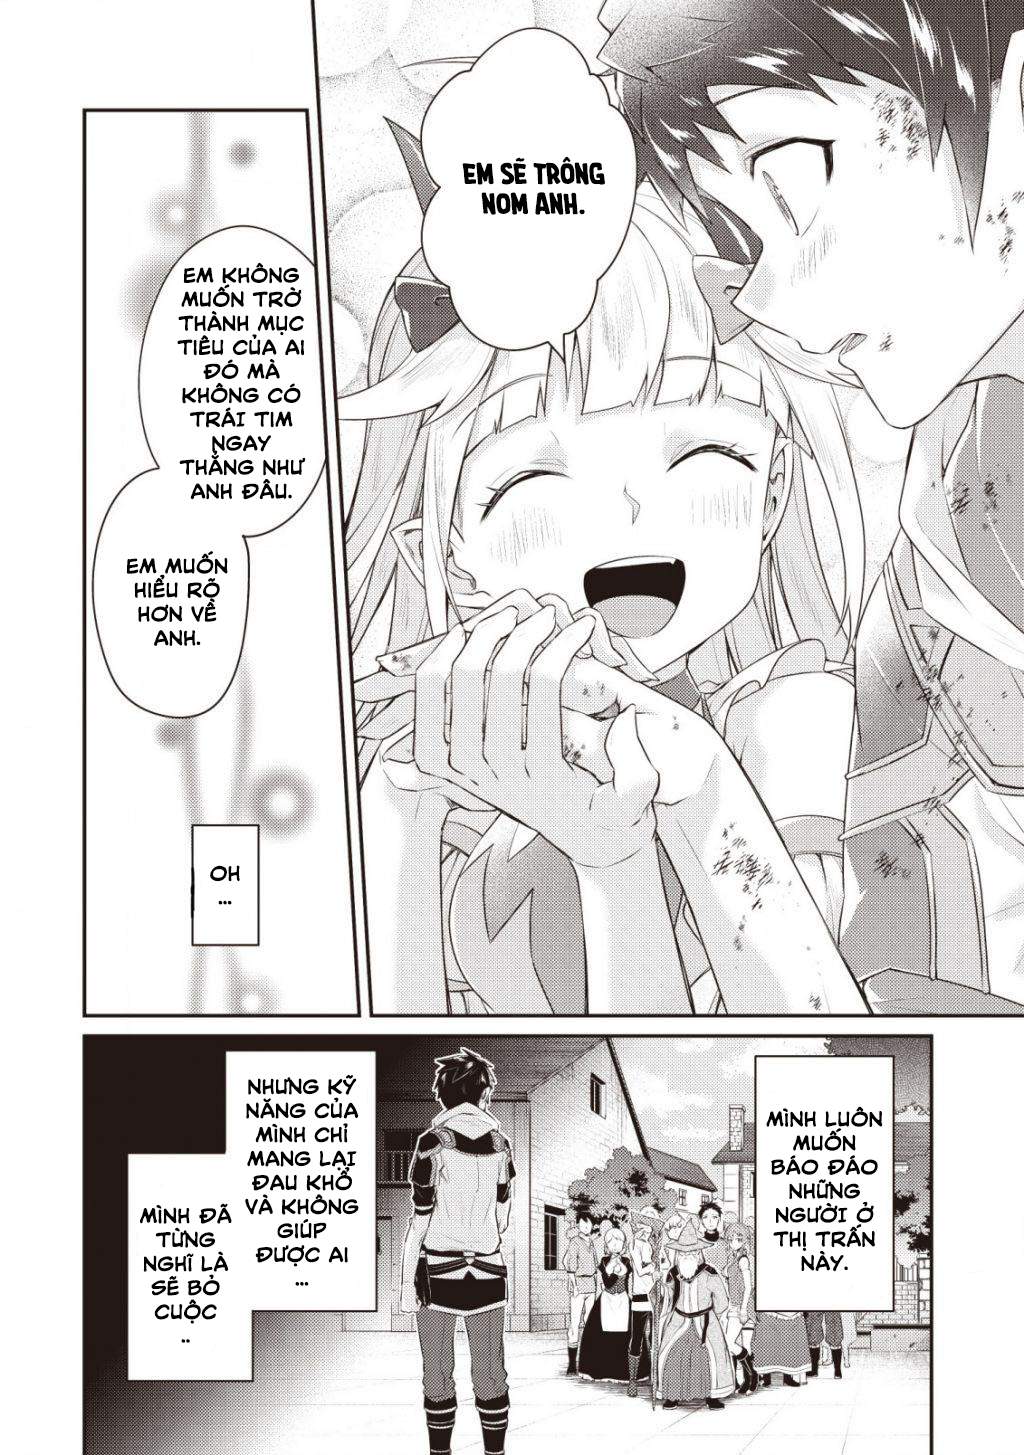 EM SẼ TRÔNG
NOM ANH.
EM KHÔNG
MUỐN TRỞ
THÀNH MỤC
TIÊU CỦA AI
ĐÓ MÀ
KHÔNG CÓ
TRÁI TIM
NGAY
THẲNG NHƯ
ANH ĐÂU.
EM MUỐN
HIỂU RÕ
HƠN VỀ
ANH.
OH
...
MÌNH LUÔN
MUỐN
BÁO ĐÁO
NHỮNG
NGƯỜI Ở
THỊ TRẤN
NÀY.
NHƯNG KỸ
NĂNG CỦA
MÌNH CHỈ
MANG LẠI
ĐAU KHỔ
VÀ KHÔNG
GIÚP
ĐƯỢC AI
...
MÌNH ĐÃ
TỪNG
NGHĨ LÀ
SẼ BỎ
CUỘC
..